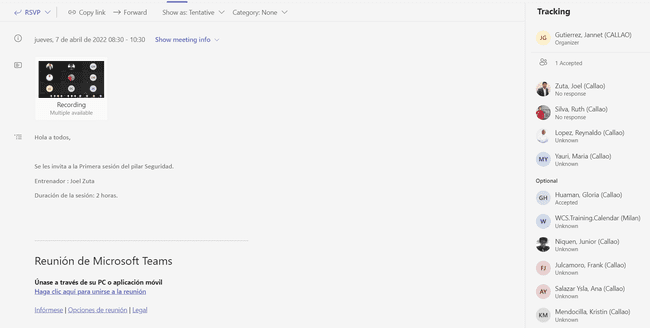 RSVP
Copy link
Forward
Show as: Tentative
Category: None
jueves, 7 de abril de 2022 08:30 - 10:30
Show meeting info
Recording
Multiple available
Hola a todos,
Se les invita a la Primera sesión del pilar Seguridad.
Entrenador : Joel Zuta
Duración de la sesión: 2 horas.
Reunión de Microsoft Teams
Únase a través de su PC o aplicación móvil
Haga clic aquí para unirse a la reunión
Infórmese | Opciones de reunión | Legal
Tracking
JG
Gutierrez, Jannet (CALLAO)
Organizer
1 Accepted
Zuta, Joel (Callao)
No response
Silva, Ruth (Callao)
No response
Lopez, Reynaldo (Callao)
Unknown
MY
Yauri, Maria (Callao)
Unknown
Optional
GH
Huaman, Gloria (Callao)
Accepted
W
WCS.Training.Calendar (Milan)
Unknown
Niquen, Junior (Callao)
Unknown
FJ
Julcamoro, Frank (Callao)
Unknown
AY
Salazar Ysla, Ana (Callao)
Unknown
KM
Mendocilla, Kristin (Callao)
Unknown